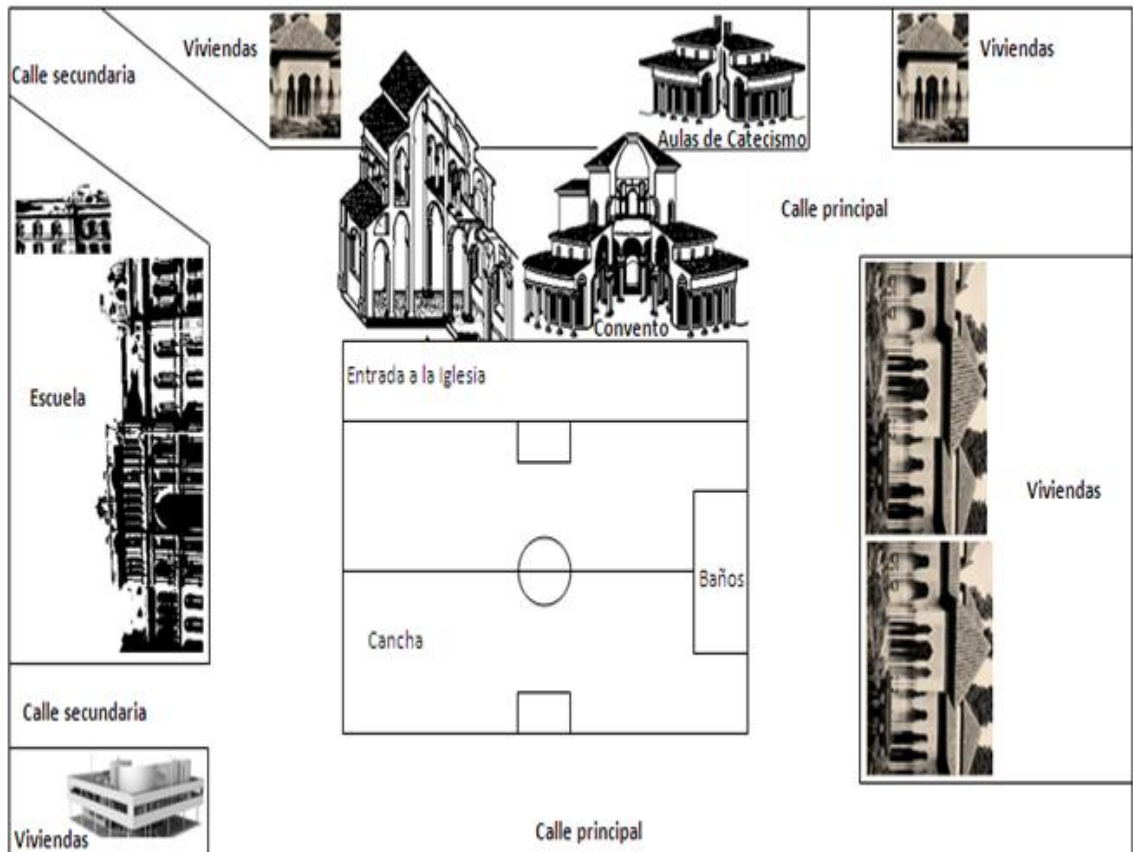 Viviendas
Viviendas
Calle secundaria
Aulas de Catecismo
Calle principal
Convento
Entrada a la Iglesia
Escuela
Viviendas
Baños
Cancha
Calle secundaria
Calle principal
Viviendas